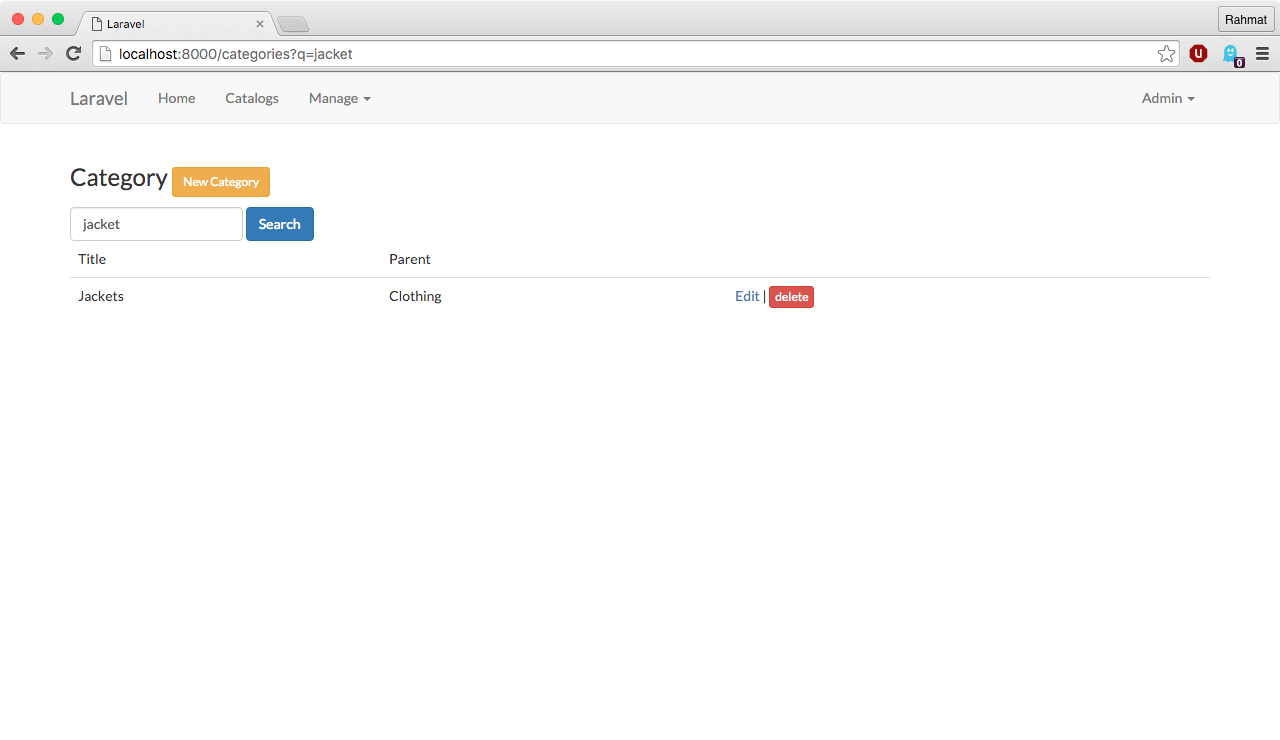 Laravel
Rahmat
localhost:8000/categories?q=jacket
0
Laravel Home Catalogs Manage Admin
Category New Category
jacket Search
Title Parent
Jackets Clothing Edit | delete